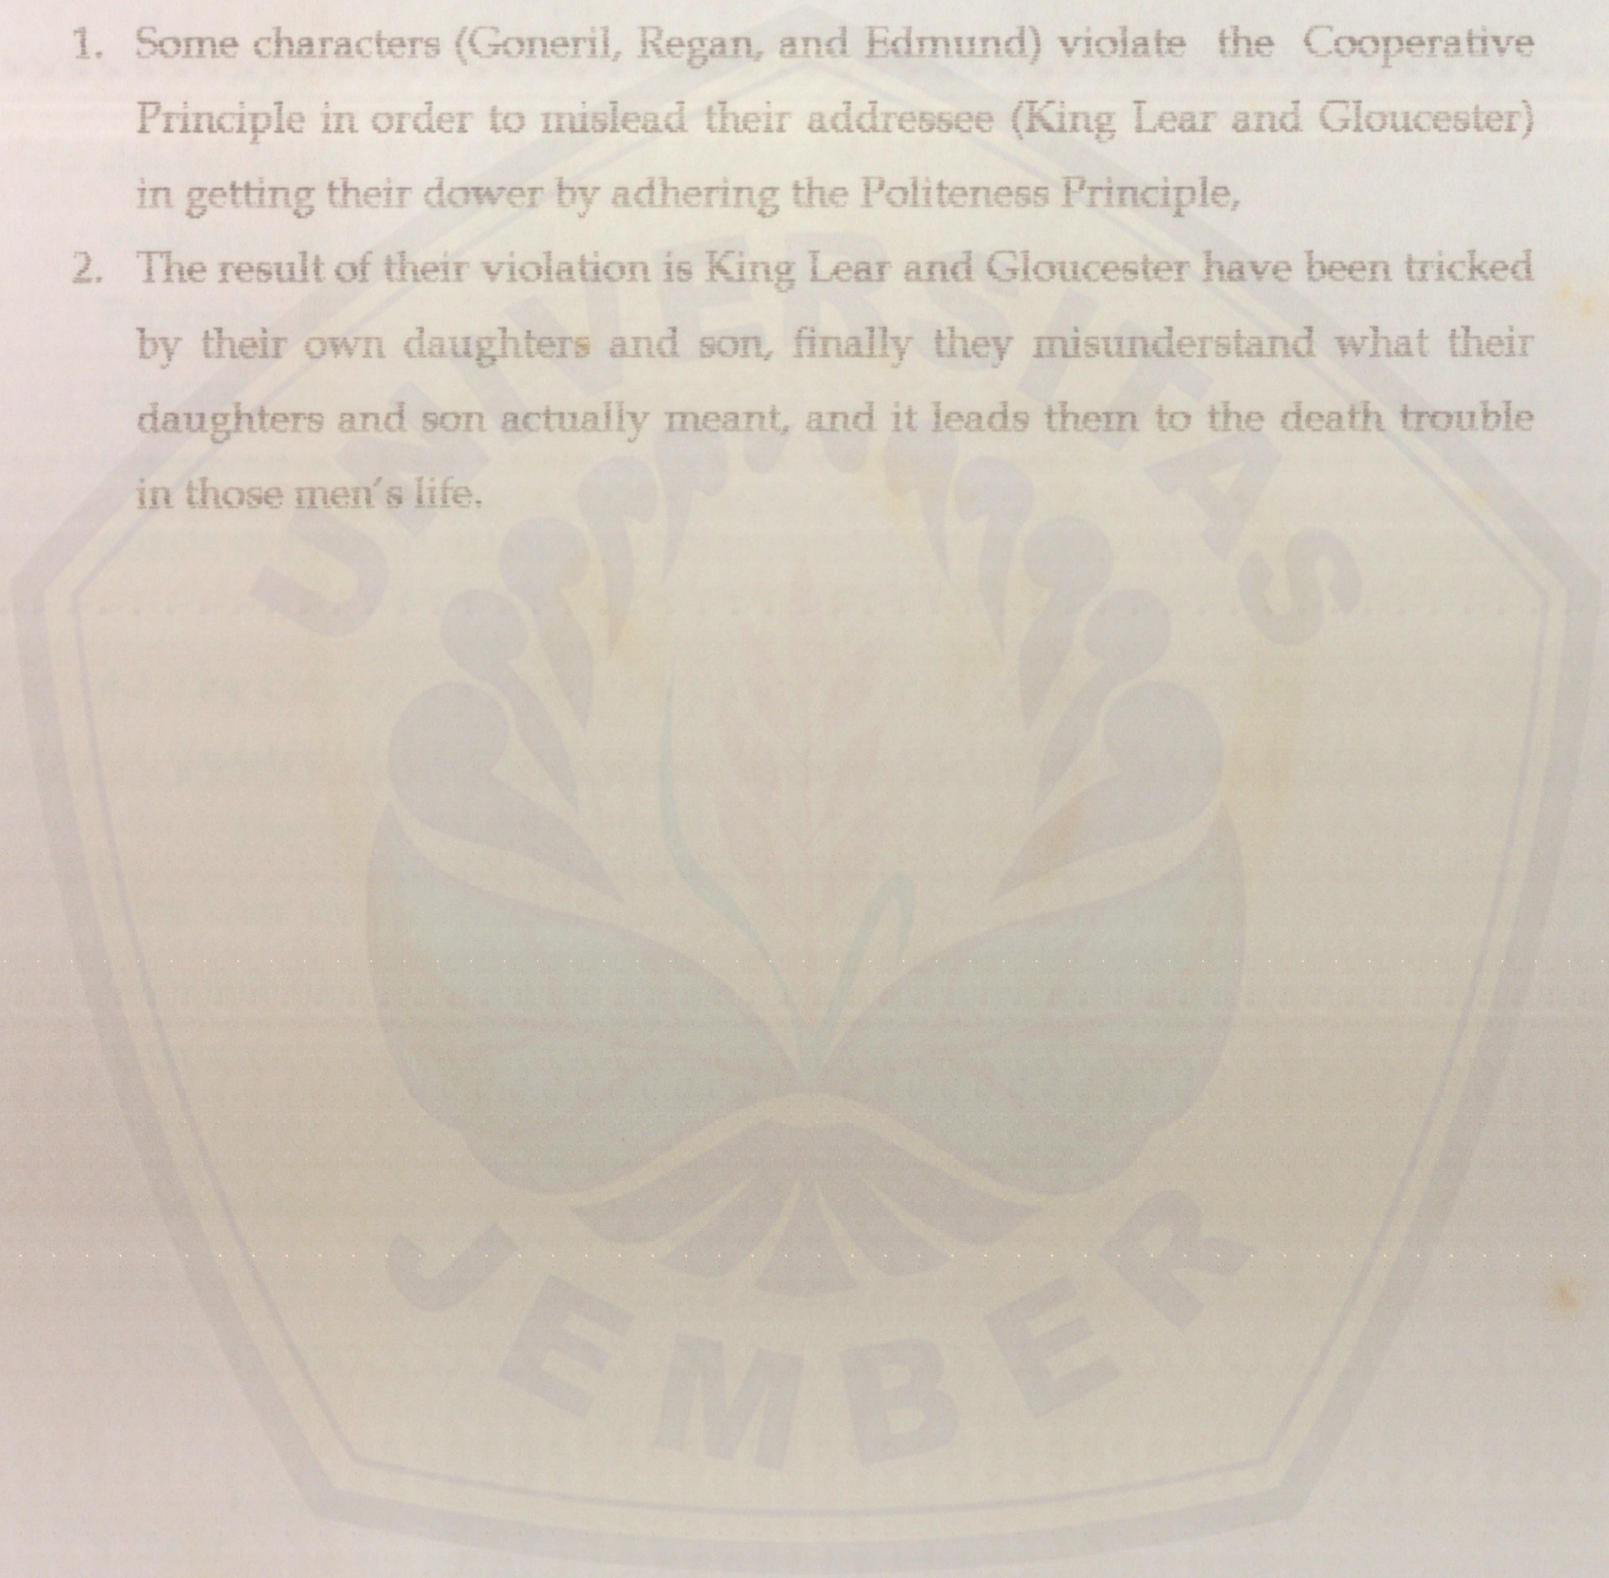 1. Some characters (Goneril, Regan, and Edmund) violate the Cooperative
Principle in order to mislead their addressee (King Lear and Gloucester)
in getting their dower by adhering the Politeness Principle,
2. The result of their violation is King Lear and Gloucester have been tricked
by their own daughters and son, finally they misunderstand what their
daughters and son actually meant, and it leads them to the death trouble
in those men's life.
UNIVERSITAS
JEMBER